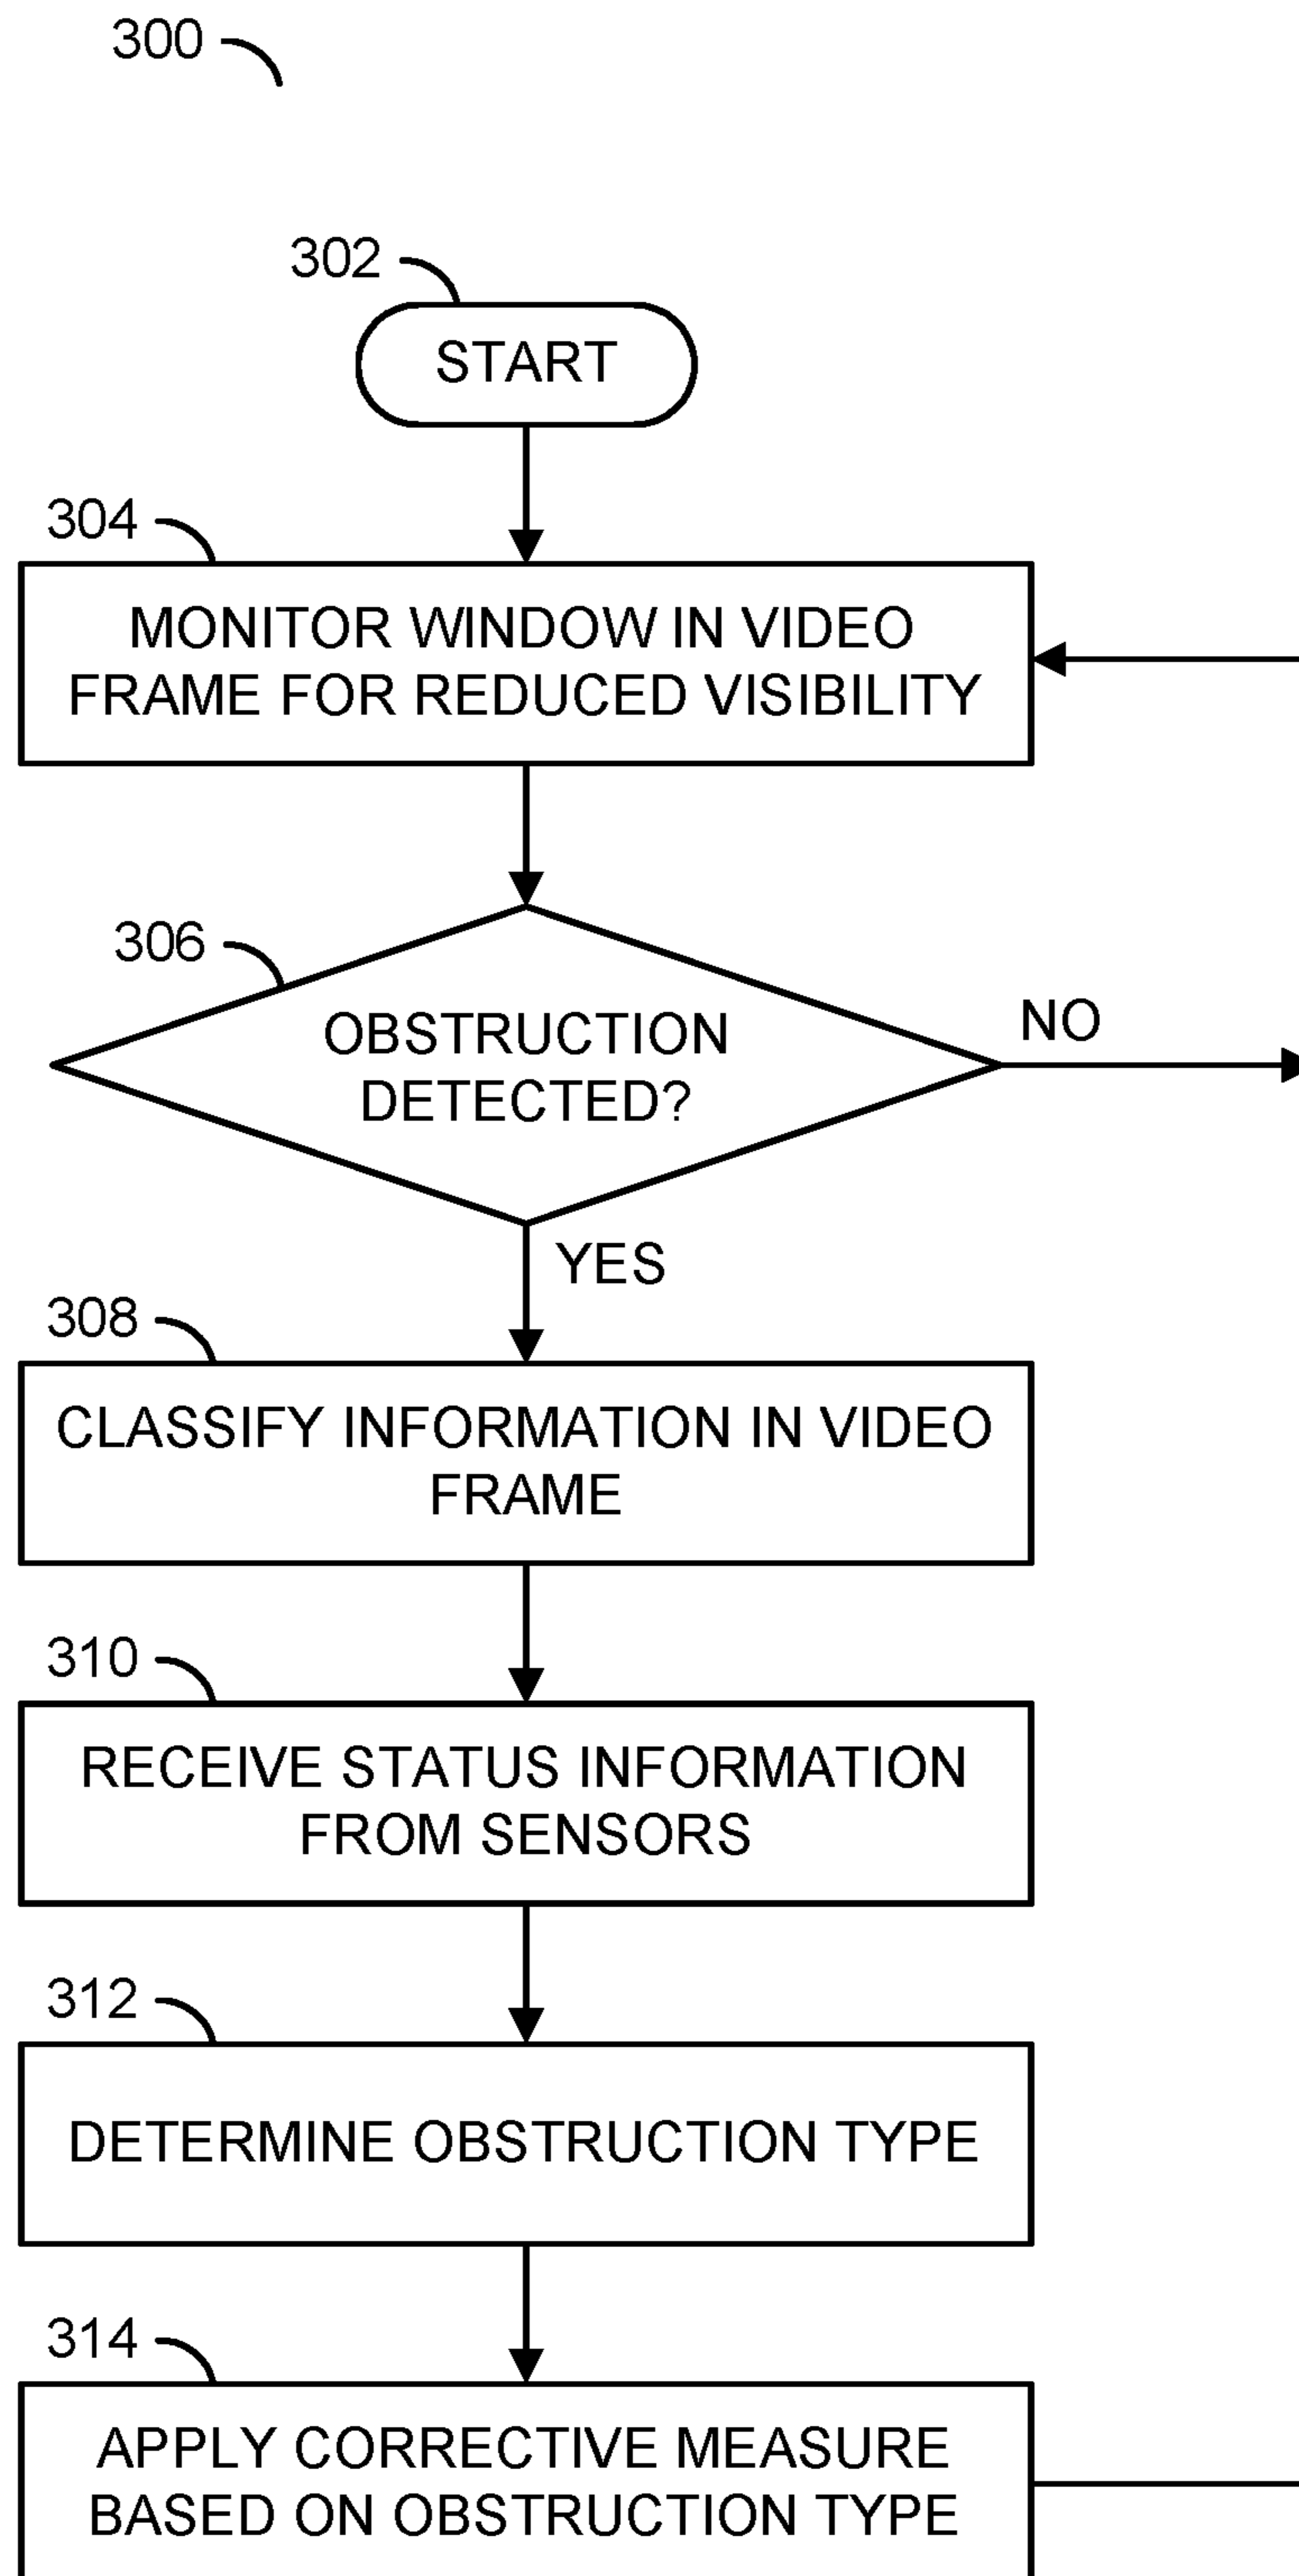 300
302
START
304
MONITOR WINDOW IN VIDEO
FRAME FOR REDUCED VISIBILITY
306
OBSTRUCTION
DETECTED?
NO
YES
308
CLASSIFY INFORMATION IN VIDEO
FRAME
310
RECEIVE STATUS INFORMATION
FROM SENSORS
312
DETERMINE OBSTRUCTION TYPE
314
APPLY CORRECTIVE MEASURE
BASED ON OBSTRUCTION TYPE